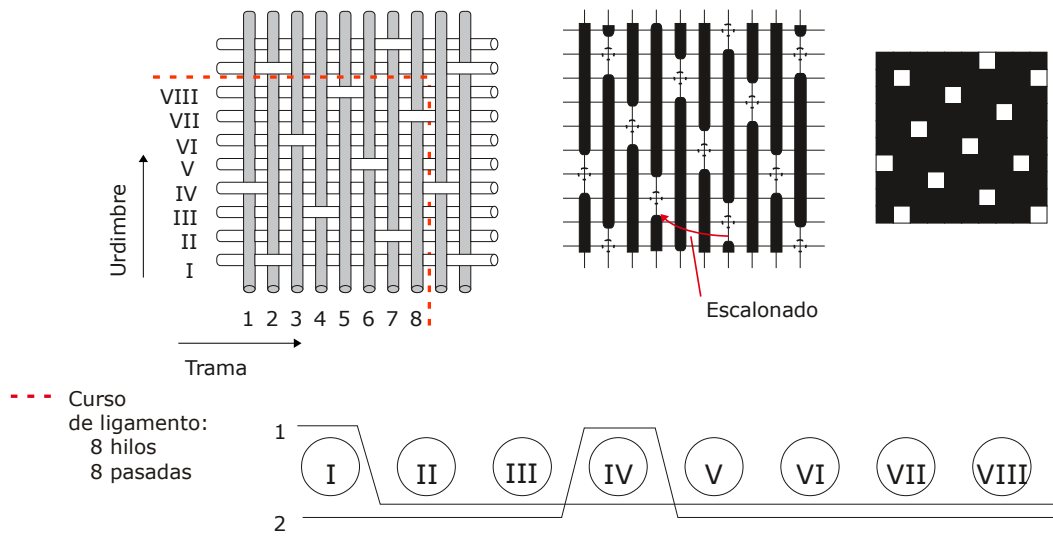 VIII
VII
VI
V
IV
III
II
I
Urdimbre
1 2 3 4 5 6 7 8
Trama
Escalonado
Curso
de ligamento:
8 hilos
8 pasadas
1
I II III IV V VI VII VIII
2